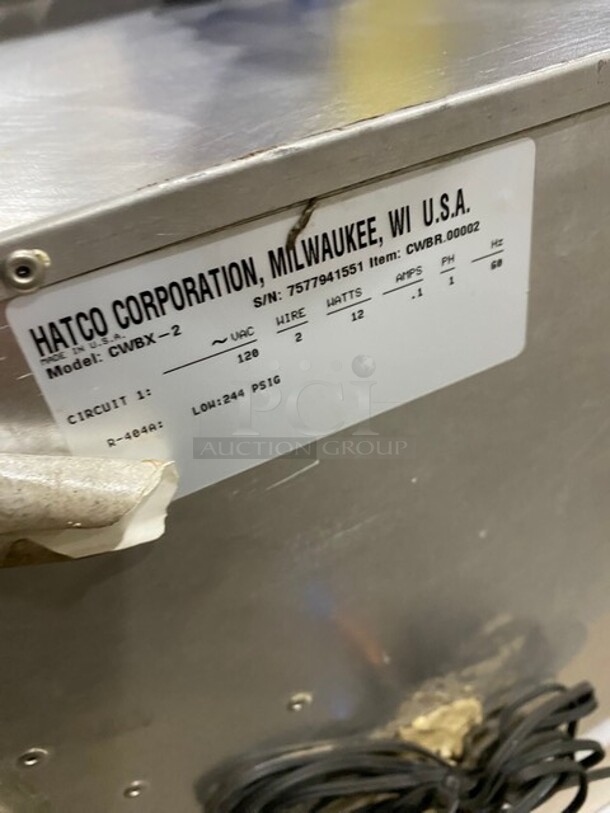 HATCO CORPORATION, MILWAUKEE, WI U.S.A.
MADE IN U.S.A.
S/N: 7577941551 Item: CWBR.00002
Model: CWBX-2
~ VAC WIRE WATTS AMPS PH Hz
CIRCUIT 1: 120 2 12 .1 1 60
R-404A: LOW:244 PSIG
PCI
AUCTION GROUP